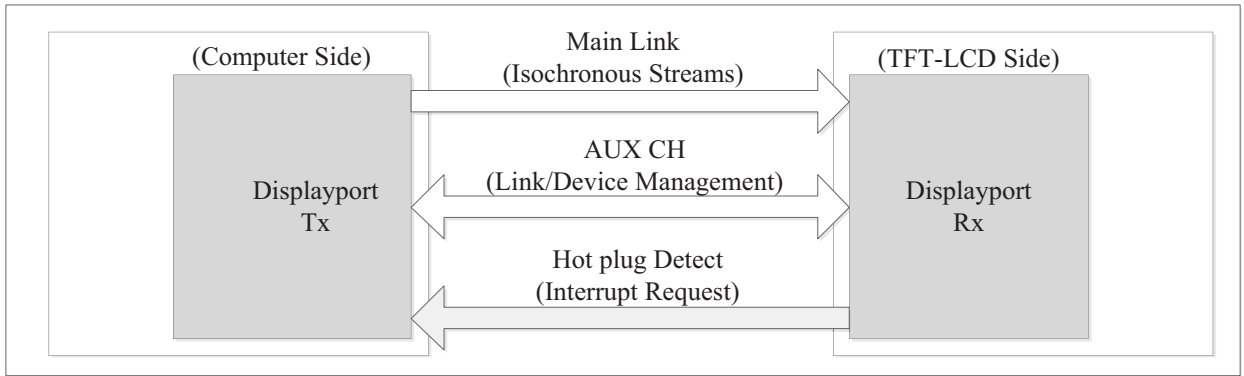 (Computer Side)
Main Link
(Isochronous Streams)
(TFT-LCD Side)
Displayport
Tx
AUX CH
(Link/Device Management)
Displayport
Rx
Hot plug Detect
(Interrupt Request)